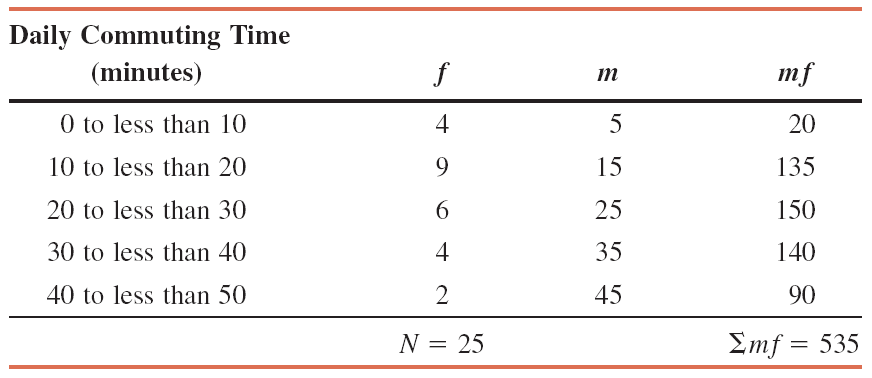 Daily Commuting Time
(minutes) f m mf
0 to less than 10 4 5 20
10 to less than 20 9 15 135
20 to less than 30 6 25 150
30 to less than 40 4 35 140
40 to less than 50 2 45 90
N = 25 Σmf = 535